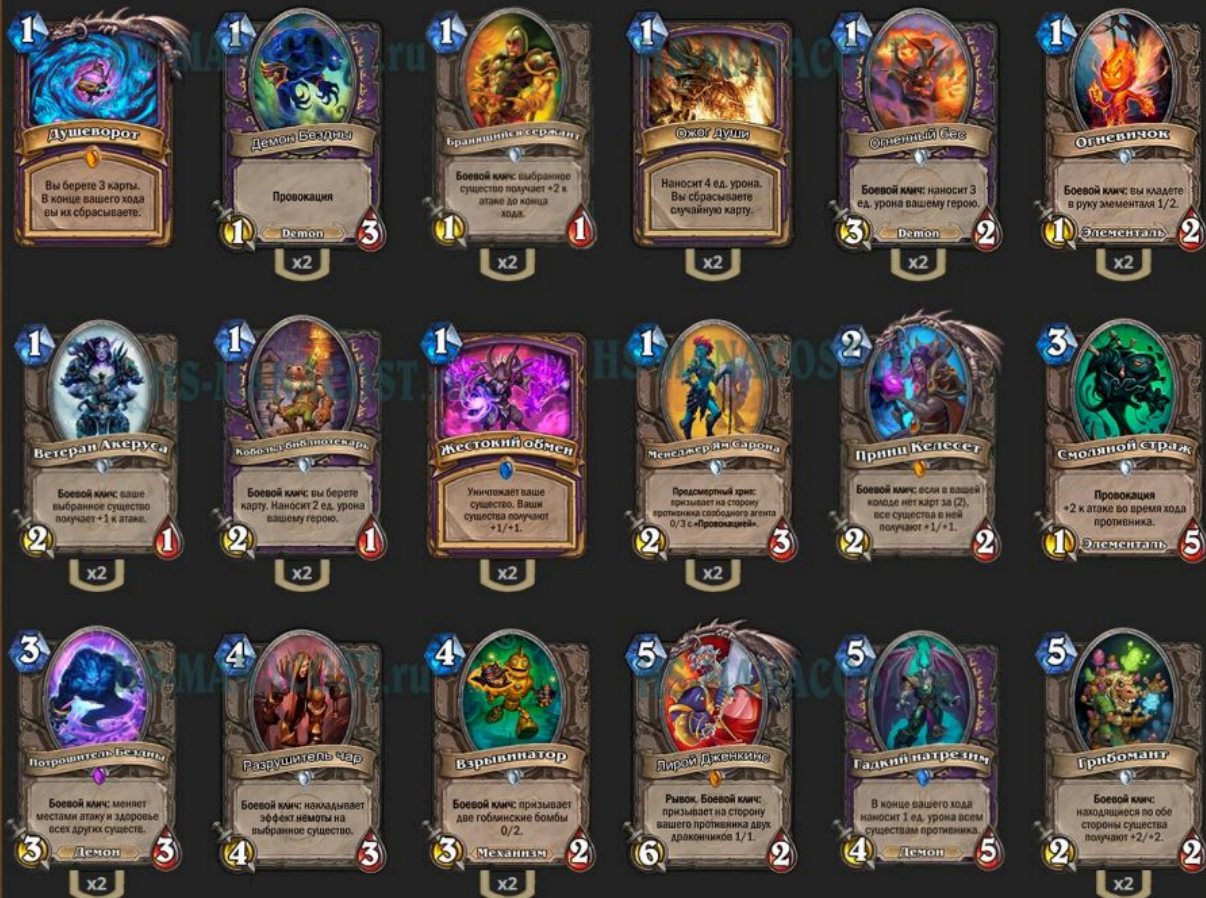 1
Душеворот
Вы берете 3 карты.
В конце вашего хода
вы их сбрасываете.
1
Демон Бездны
Провокация
1
Demon
3
x2
1
Бранящийся сержант
Боевой клич: выбранное
существо получает +2 к
атаке до конца
хода.
1
1
x2
1
Ожог души
Наносит 4 ед. урона.
Вы сбрасываете
случайную карту.
x2
1
Огненный бес
Боевой клич: наносит 3
ед. урона вашему герою.
3
Demon
2
x2
1
Огневичок
Боевой клич: вы кладете
в руку элементаля 1/2.
1
Элементаль
2
x2
1
Ветеран Акеруса
Боевой клич: ваше
выбранное существо
получает +1 к атаке.
2
1
x2
1
Кобольд-библиотекарь
Боевой клич: вы берете
карту. Наносит 2 ед. урона
вашему герою.
2
1
x2
1
Жестокий обмен
Уничтожает ваше
существо. Ваши
существа получают
+1/+1.
x2
1
Менеджер Ям Сарона
Предсмертный хрип:
призывает на сторону
противника свободного агента
0/3 с «Провокацией».
2
3
x2
2
Принц Келесет
Боевой клич: если в вашей
колоде нет карт за (2),
все существа в ней
получают +1/+1.
2
2
3
Смоляной страж
Провокация
+2 к атаке во время хода
противника.
1
Элементаль
5
3
Потрошитель Бездны
Боевой клич: меняет
местами атаку и здоровье
всех других существ.
3
Демон
3
x2
4
Разрушитель чар
Боевой клич: накладывает
эффект немоты на
выбранное существо.
4
3
4
Взрывинатор
Боевой клич: призывает
две гоблинские бомбы
0/2.
3
Механизм
2
x2
5
Лирой Дженкинс
Рывок. Боевой клич:
призывает на сторону
вашего противника двух
дракончиков 1/1.
6
2
5
Гадкий натрезим
В конце вашего хода
наносит 1 ед. урона всем
существам противника.
4
Демон
5
5
Грибомант
Боевой клич:
находящиеся по обе
стороны существа
получают +2/+2.
2
2
x2